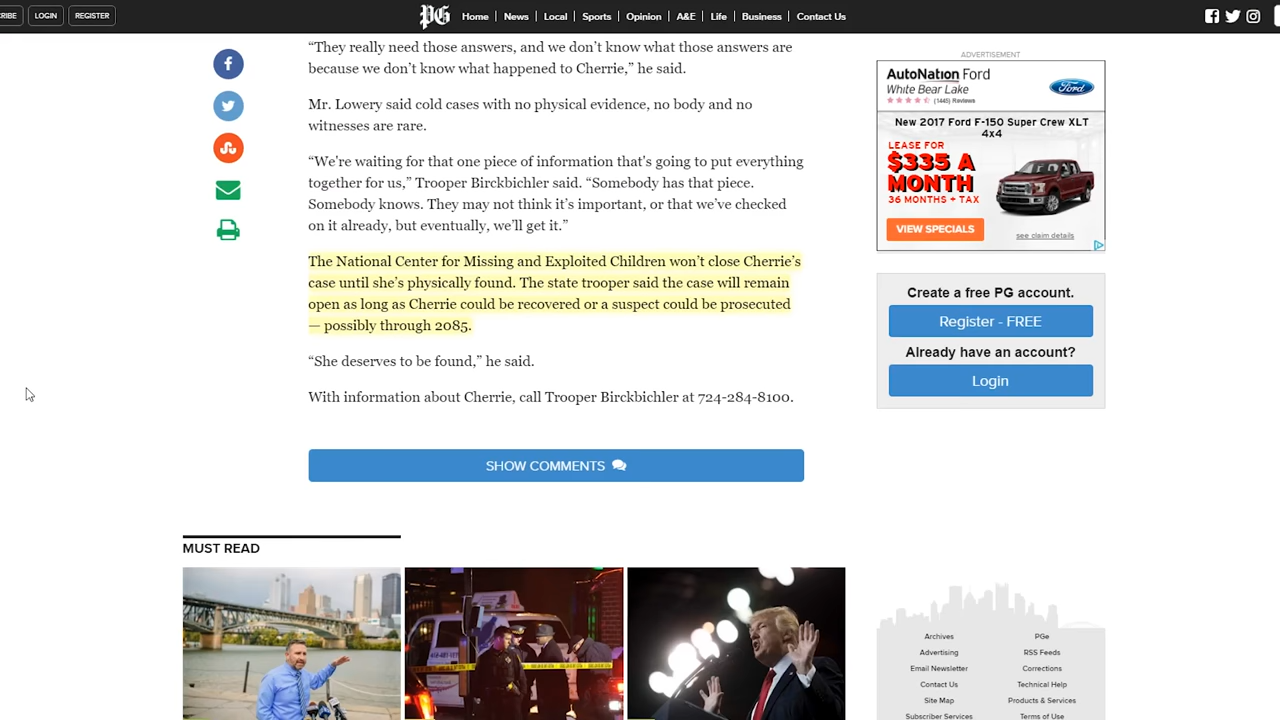 LOGIN
REGISTER
PG
Home
News
Local
Sports
Opinion
A&E
Life
Business
Contact Us
“They really need those answers, and we don’t know what those answers are
because we don’t know what happened to Cherrie,” he said.
Mr. Lowery said cold cases with no physical evidence, no body and no
witnesses are rare.
“We're waiting for that one piece of information that's going to put everything
together for us,” Trooper Birckbichler said. “Somebody has that piece.
Somebody knows. They may not think it’s important, or that we’ve checked
on it already, but eventually, we’ll get it.”
The National Center for Missing and Exploited Children won’t close Cherrie’s
case until she’s physically found. The state trooper said the case will remain
open as long as Cherrie could be recovered or a suspect could be prosecuted
— possibly through 2085.
“She deserves to be found,” he said.
With information about Cherrie, call Trooper Birckbichler at 724-284-8100.
SHOW COMMENTS
ADVERTISEMENT
AutoNation Ford
White Bear Lake
(1445) Reviews
Ford
New 2017 Ford F-150 Super Crew XLT
4x4
LEASE FOR
$335 A
MONTH
36 MONTHS + TAX
VIEW SPECIALS
see claim details
Create a free PG account.
Register - FREE
Already have an account?
Login
MUST READ
Archives
PGe
Advertising
RSS Feeds
Email Newsletter
Corrections
Contact Us
Technical Help
Site Map
Products & Services
Subscriber Services
Terms of Use